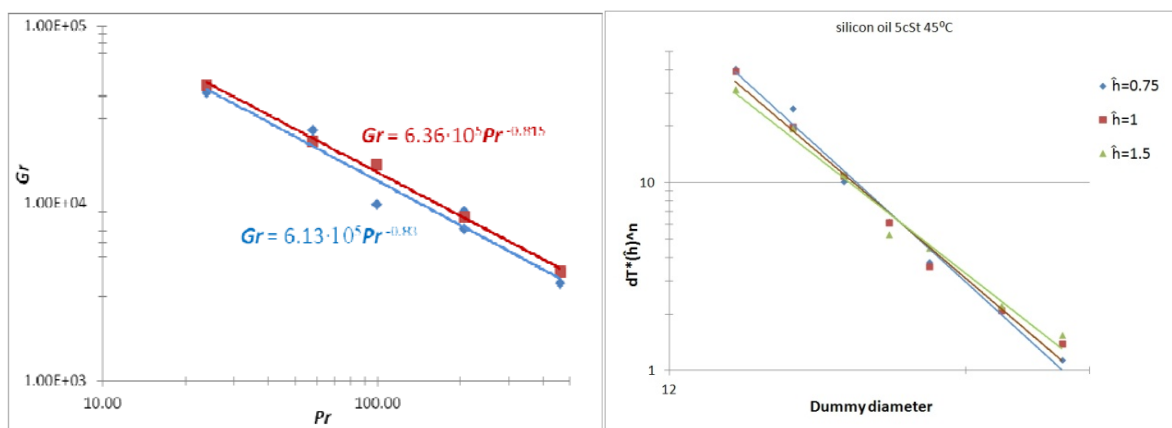 1.00E+05
Gr = 6.36·10⁵Pr⁻⁰·⁸¹⁵
Gr
1.00E+04
Gr = 6.13·10⁵Pr⁻⁰·⁸³
1.00E+03
10.00
100.00
Pr
silicon oil 5cSt 45⁰C
ĥ=0.75
ĥ=1
ĥ=1.5
dT*(ĥ)^n
10
1
12
Dummy diameter